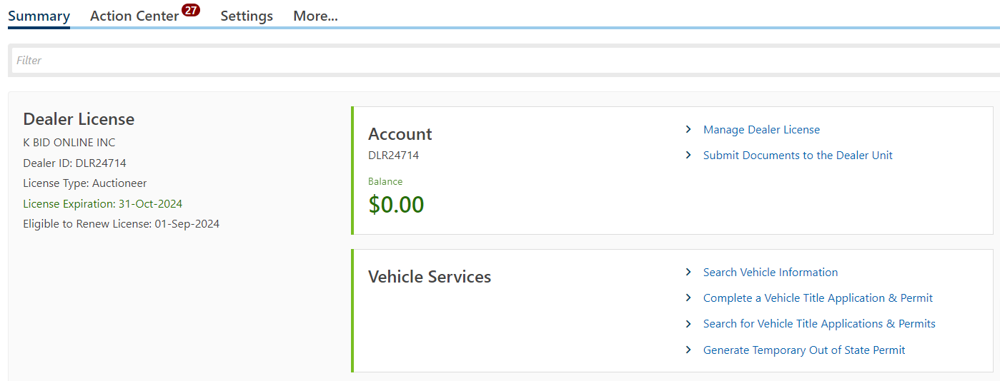 Summary
Action Center 27
Settings
More...
Filter
Dealer License
K BID ONLINE INC
Dealer ID: DLR24714
License Type: Auctioneer
License Expiration: 31-Oct-2024
Eligible to Renew License: 01-Sep-2024
Account
DLR24714
Balance
$0.00
Manage Dealer License
Submit Documents to the Dealer Unit
Vehicle Services
Search Vehicle Information
Complete a Vehicle Title Application & Permit
Search for Vehicle Title Applications & Permits
Generate Temporary Out of State Permit